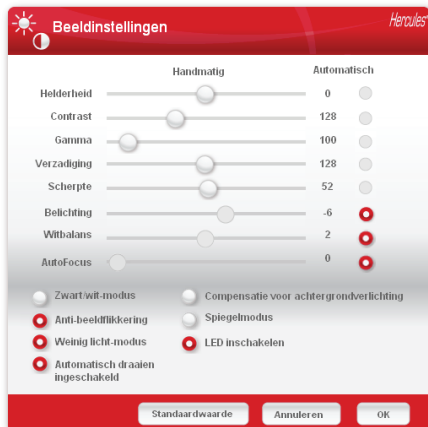 Beeldinstellingen
Hercules
Handmatig Automatisch
Helderheid 0
Contrast 128
Gamma 100
Verzadiging 128
Scherpte 52
Belichting -6
Witbalans 2
AutoFocus 0
Zwart/wit-modus Compensatie voor achtergrondverlichting
Anti-beeldflikkering Spiegelmodus
Weinig licht-modus LED inschakelen
Automatisch draaien
ingeschakeld
Standaardwaarde Annuleren OK